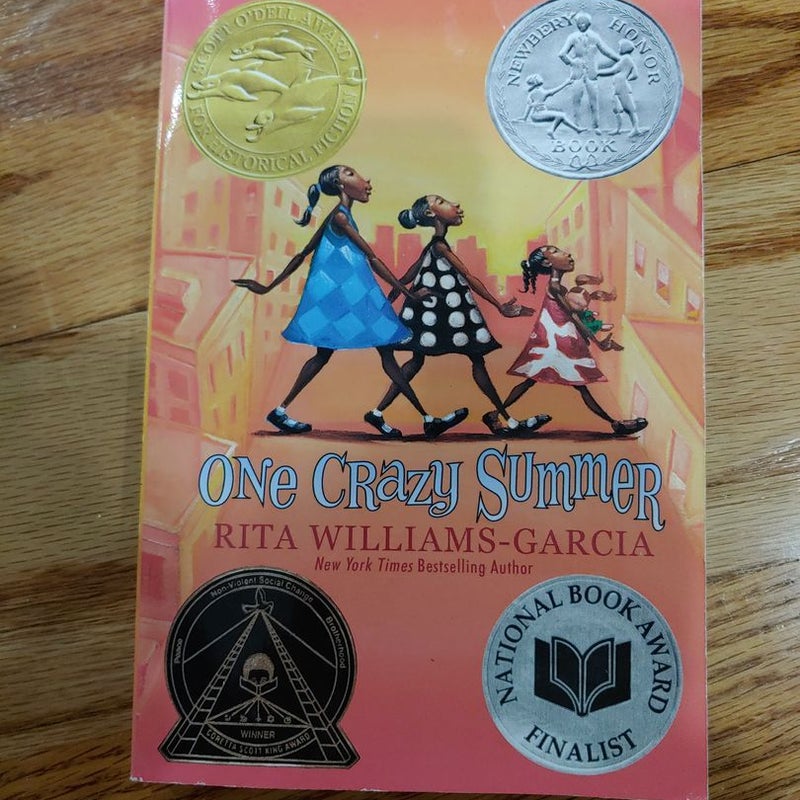 SCOTT O'DELL AWARD
FOR HISTORICAL FICTION
NEWBERY HONOR
BOOK
ONE CRAZY SUMMER
RITA WILLIAMS-GARCIA
New York Times Bestselling Author
Peace
Non-Violent Social Change
Brotherhood
WINNER
CORETTA SCOTT KING AWARD
NATIONAL BOOK AWARD
FINALIST